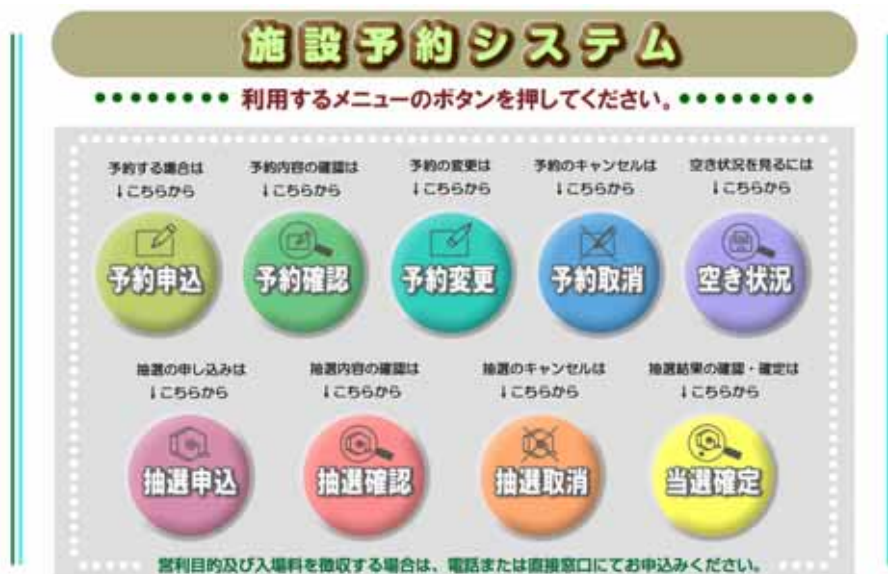 施設予約システム
利用するメニューのボタンを押してください。
予約する場合は
↓こちらから
予約内容の確認は
↓こちらから
予約の変更は
↓こちらから
予約のキャンセルは
↓こちらから
空き状況を見るには
↓こちらから
予約申込
予約確認
予約変更
予約取消
空き状況
抽選の申し込みは
↓こちらから
抽選内容の確認は
↓こちらから
抽選のキャンセルは
↓こちらから
抽選結果の確認・確定は
↓こちらから
抽選申込
抽選確認
抽選取消
当選確定
営利目的及び入場料を徴収する場合は、電話または直接窓口にてお申込みください。